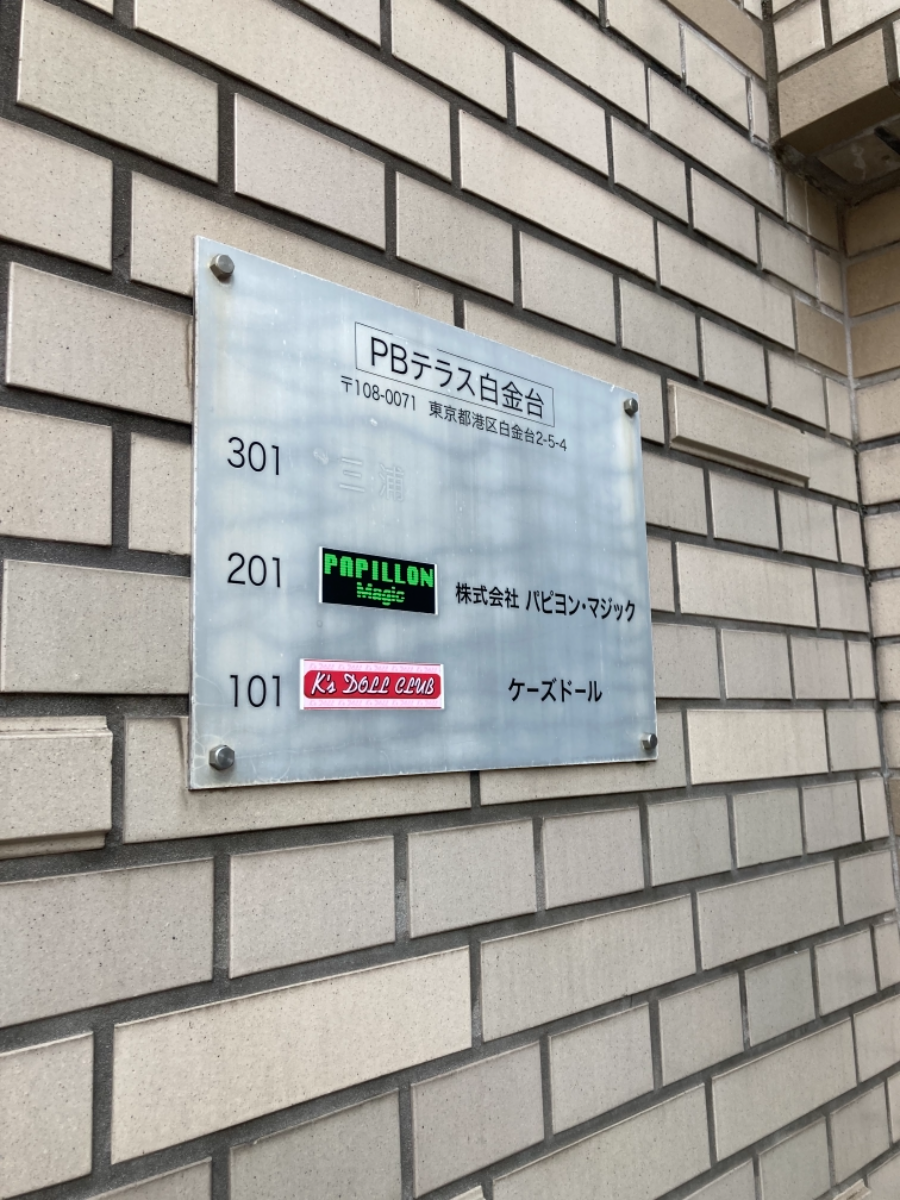 PBテラス白金台
〒108-0071 東京都港区白金台2-5-4
301 三浦
201 PAPILLON Magic 株式会社 パピヨン・マジック
101 K's DOLL CLUB ケーズドール